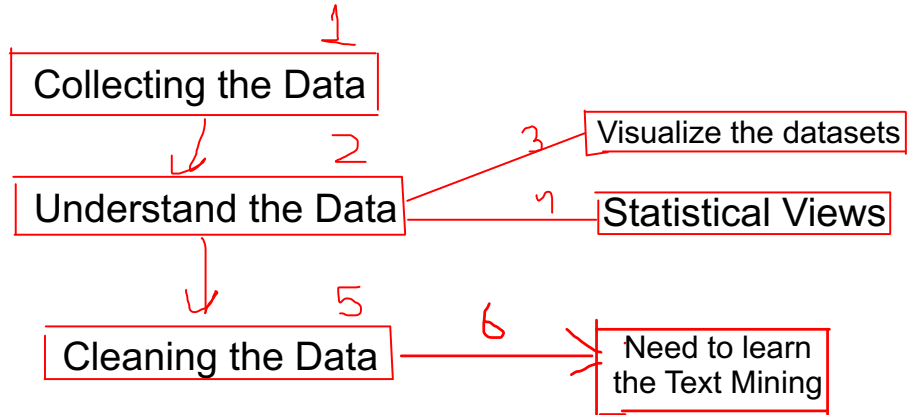 1
Collecting the Data
2
3
Visualize the datasets
Understand the Data
Statistical Views
5
6
Cleaning the Data
Need to learn
the Text Mining